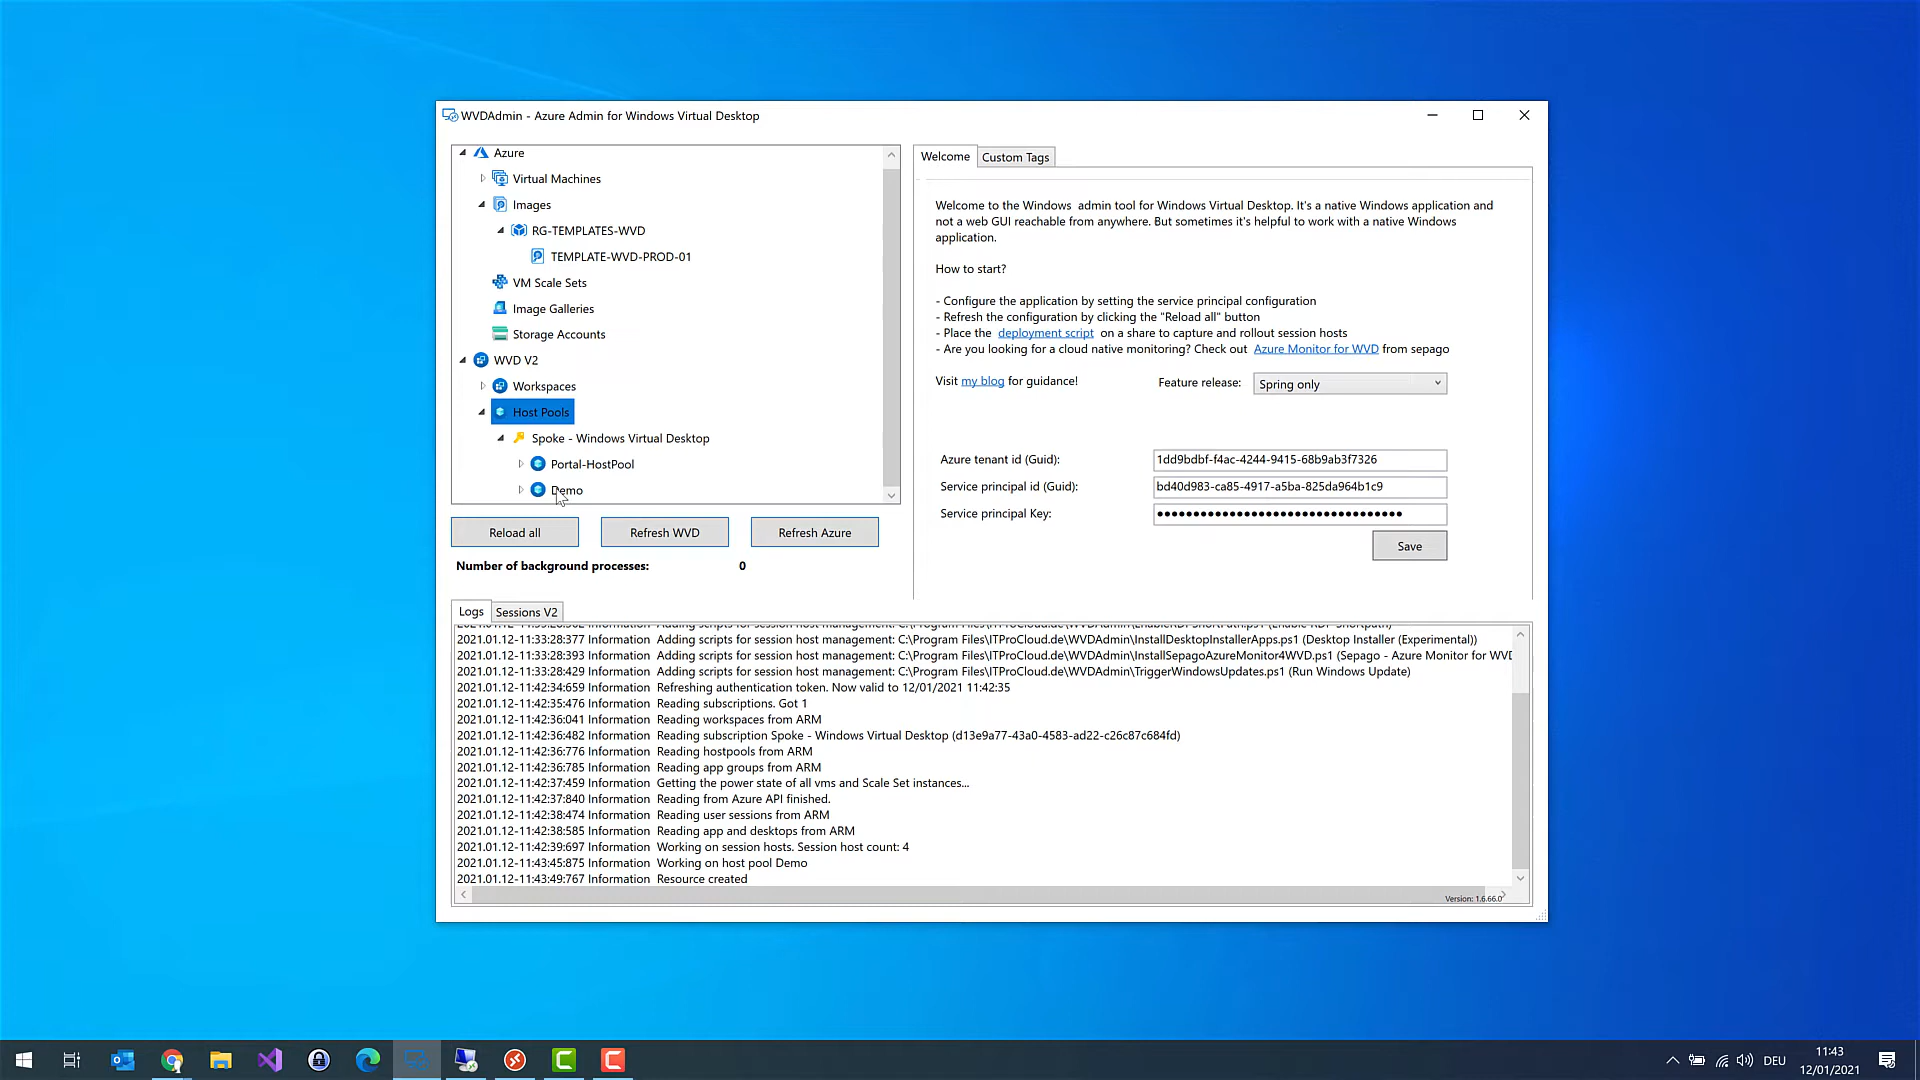 WVDAdmin - Azure Admin for Windows Virtual Desktop
Azure
Virtual Machines
Images
RG-TEMPLATES-WVD
TEMPLATE-WVD-PROD-01
VM Scale Sets
Image Galleries
Storage Accounts
WVD V2
Workspaces
Host Pools
Spoke - Windows Virtual Desktop
Portal-HostPool
Demo
Reload all
Refresh WVD
Refresh Azure
Number of background processes: 0
Welcome
Custom Tags
Welcome to the Windows admin tool for Windows Virtual Desktop. It's a native Windows application and
not a web GUI reachable from anywhere. But sometimes it's helpful to work with a native Windows
application.
How to start?
- Configure the application by setting the service principal configuration
- Refresh the configuration by clicking the "Reload all" button
- Place the deployment script on a share to capture and rollout session hosts
- Are you looking for a cloud native monitoring? Check out Azure Monitor for WVD from sepago
Visit my blog for guidance!
Feature release: Spring only
Azure tenant id (Guid): 1dd9bdbf-f4ac-4244-9415-68b9ab3f7326
Service principal id (Guid): bd40d983-ca85-4917-a5ba-825da964b1c9
Service principal Key:
Save
Logs
Sessions V2
2021.01.12-11:33:28:377 Information Adding scripts for session host management: C:\Program Files\ITProCloud.de\WVDAdmin\InstallDesktopInstallerApps.ps1 (Desktop Installer (Experimental))
2021.01.12-11:33:28:393 Information Adding scripts for session host management: C:\Program Files\ITProCloud.de\WVDAdmin\InstallSepagoAzureMonitor4WVD.ps1 (Sepago - Azure Monitor for WVD
2021.01.12-11:33:28:429 Information Adding scripts for session host management: C:\Program Files\ITProCloud.de\WVDAdmin\TriggerWindowsUpdates.ps1 (Run Windows Update)
2021.01.12-11:42:34:659 Information Refreshing authentication token. Now valid to 12/01/2021 11:42:35
2021.01.12-11:42:35:476 Information Reading subscriptions. Got 1
2021.01.12-11:42:36:041 Information Reading workspaces from ARM
2021.01.12-11:42:36:482 Information Reading subscription Spoke - Windows Virtual Desktop (d13e9a77-43a0-4583-ad22-c26c87c684fd)
2021.01.12-11:42:36:776 Information Reading hostpools from ARM
2021.01.12-11:42:36:785 Information Reading app groups from ARM
2021.01.12-11:42:37:459 Information Getting the power state of all vms and Scale Set instances...
2021.01.12-11:42:37:840 Information Reading from Azure API finished.
2021.01.12-11:42:38:474 Information Reading user sessions from ARM
2021.01.12-11:42:38:585 Information Reading app and desktops from ARM
2021.01.12-11:42:39:697 Information Working on session hosts. Session host count: 4
2021.01.12-11:43:45:875 Information Working on host pool Demo
2021.01.12-11:43:49:767 Information Resource created
Version: 1.6.66.0
DEU
11:43
12/01/2021